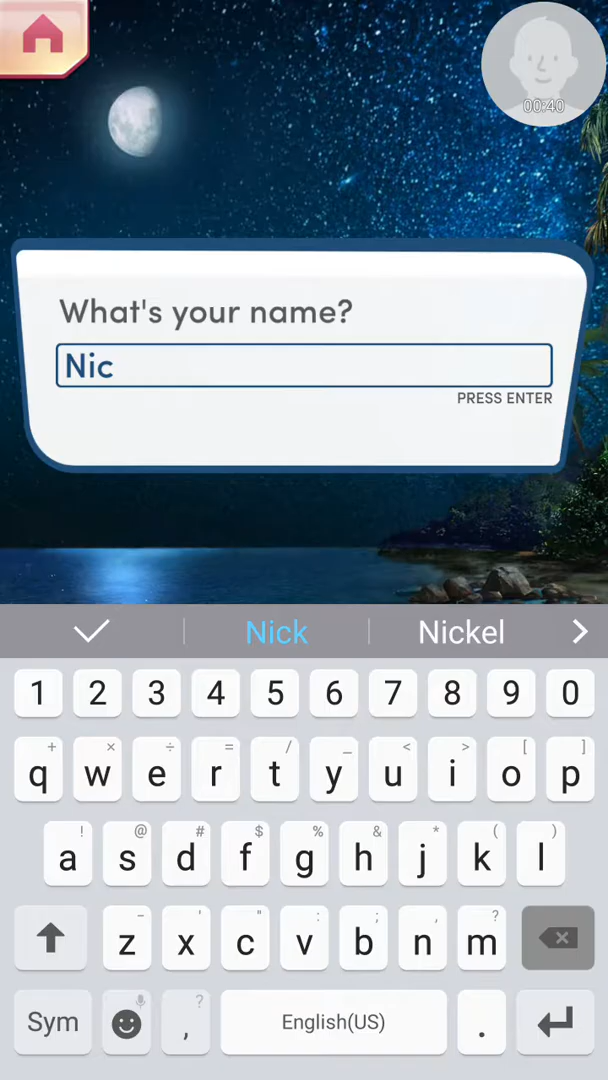 00:40
What's your name?
Nic
PRESS ENTER
Nick Nickel
1 2 3 4 5 6 7 8 9 0
+ × ÷ = / _ < > [ ]
q w e r t y u i o p
! @ # $ % & * ( )
a s d f g h j k l
- ' " : ; , ?
z x c v b n m
?
Sym , English(US) .